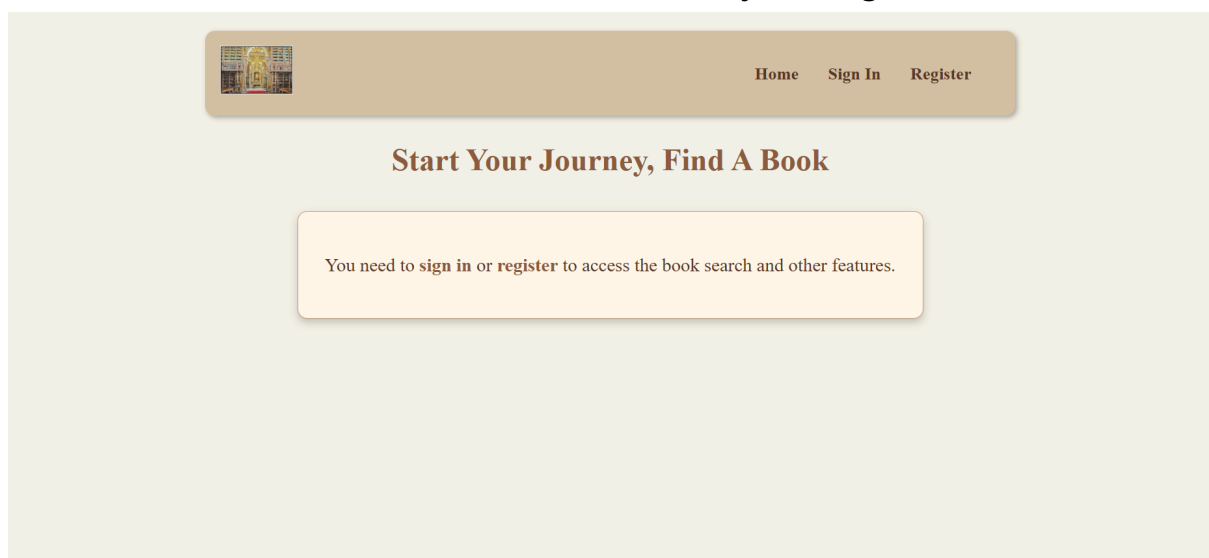 Home Sign In Register
Start Your Journey, Find A Book
You need to sign in or register to access the book search and other features.